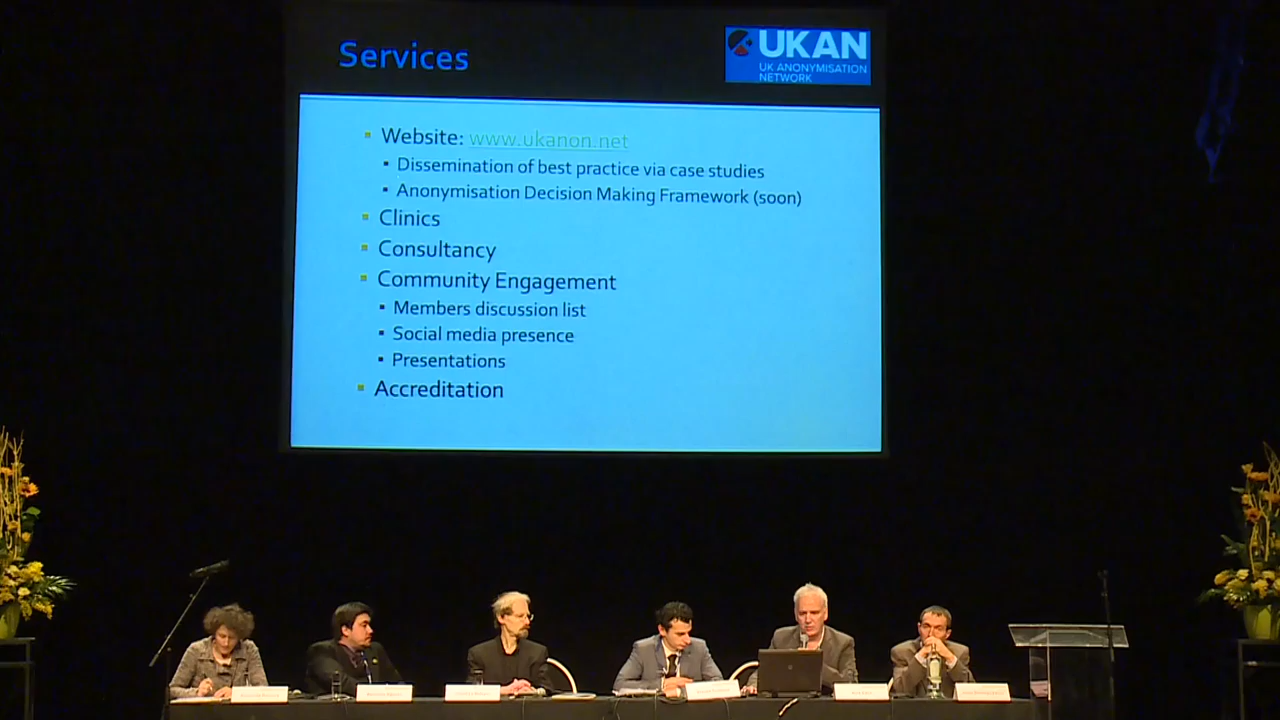 Services
UKAN
UK ANONYMISATION
NETWORK
Website: www.ukanon.net
Dissemination of best practice via case studies
Anonymisation Decision Making Framework (soon)
Clinics
Consultancy
Community Engagement
Members discussion list
Social media presence
Presentations
Accreditation